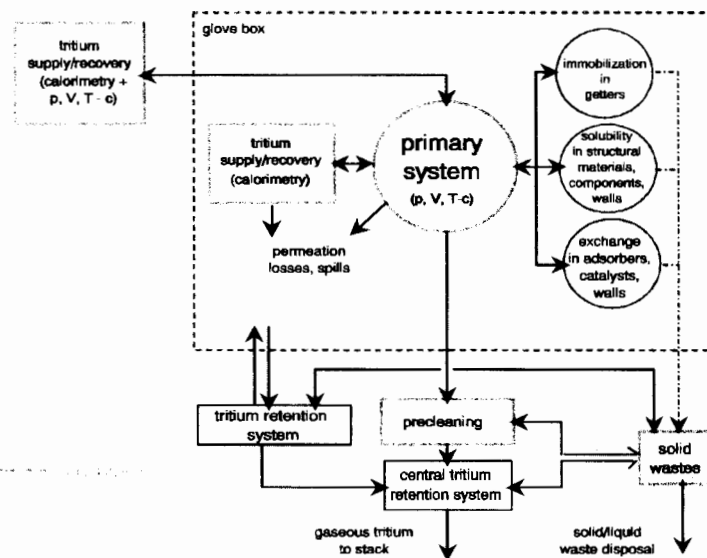 glove box
tritium
supply/recovery
(calorimetry +
p, V, T - c)
immobilization
in
getters
tritium
supply/recovery
(calorimetry)
primary
system
(p, V, T-c)
solubility
in structural
materials,
components,
walls
permeation
losses, spills
exchange
in adsorbers,
catalysts,
walls
tritium retention
system
precleaning
solid
wastes
central tritium
retention system
gaseous tritium
to stack
solid/liquid
waste disposal